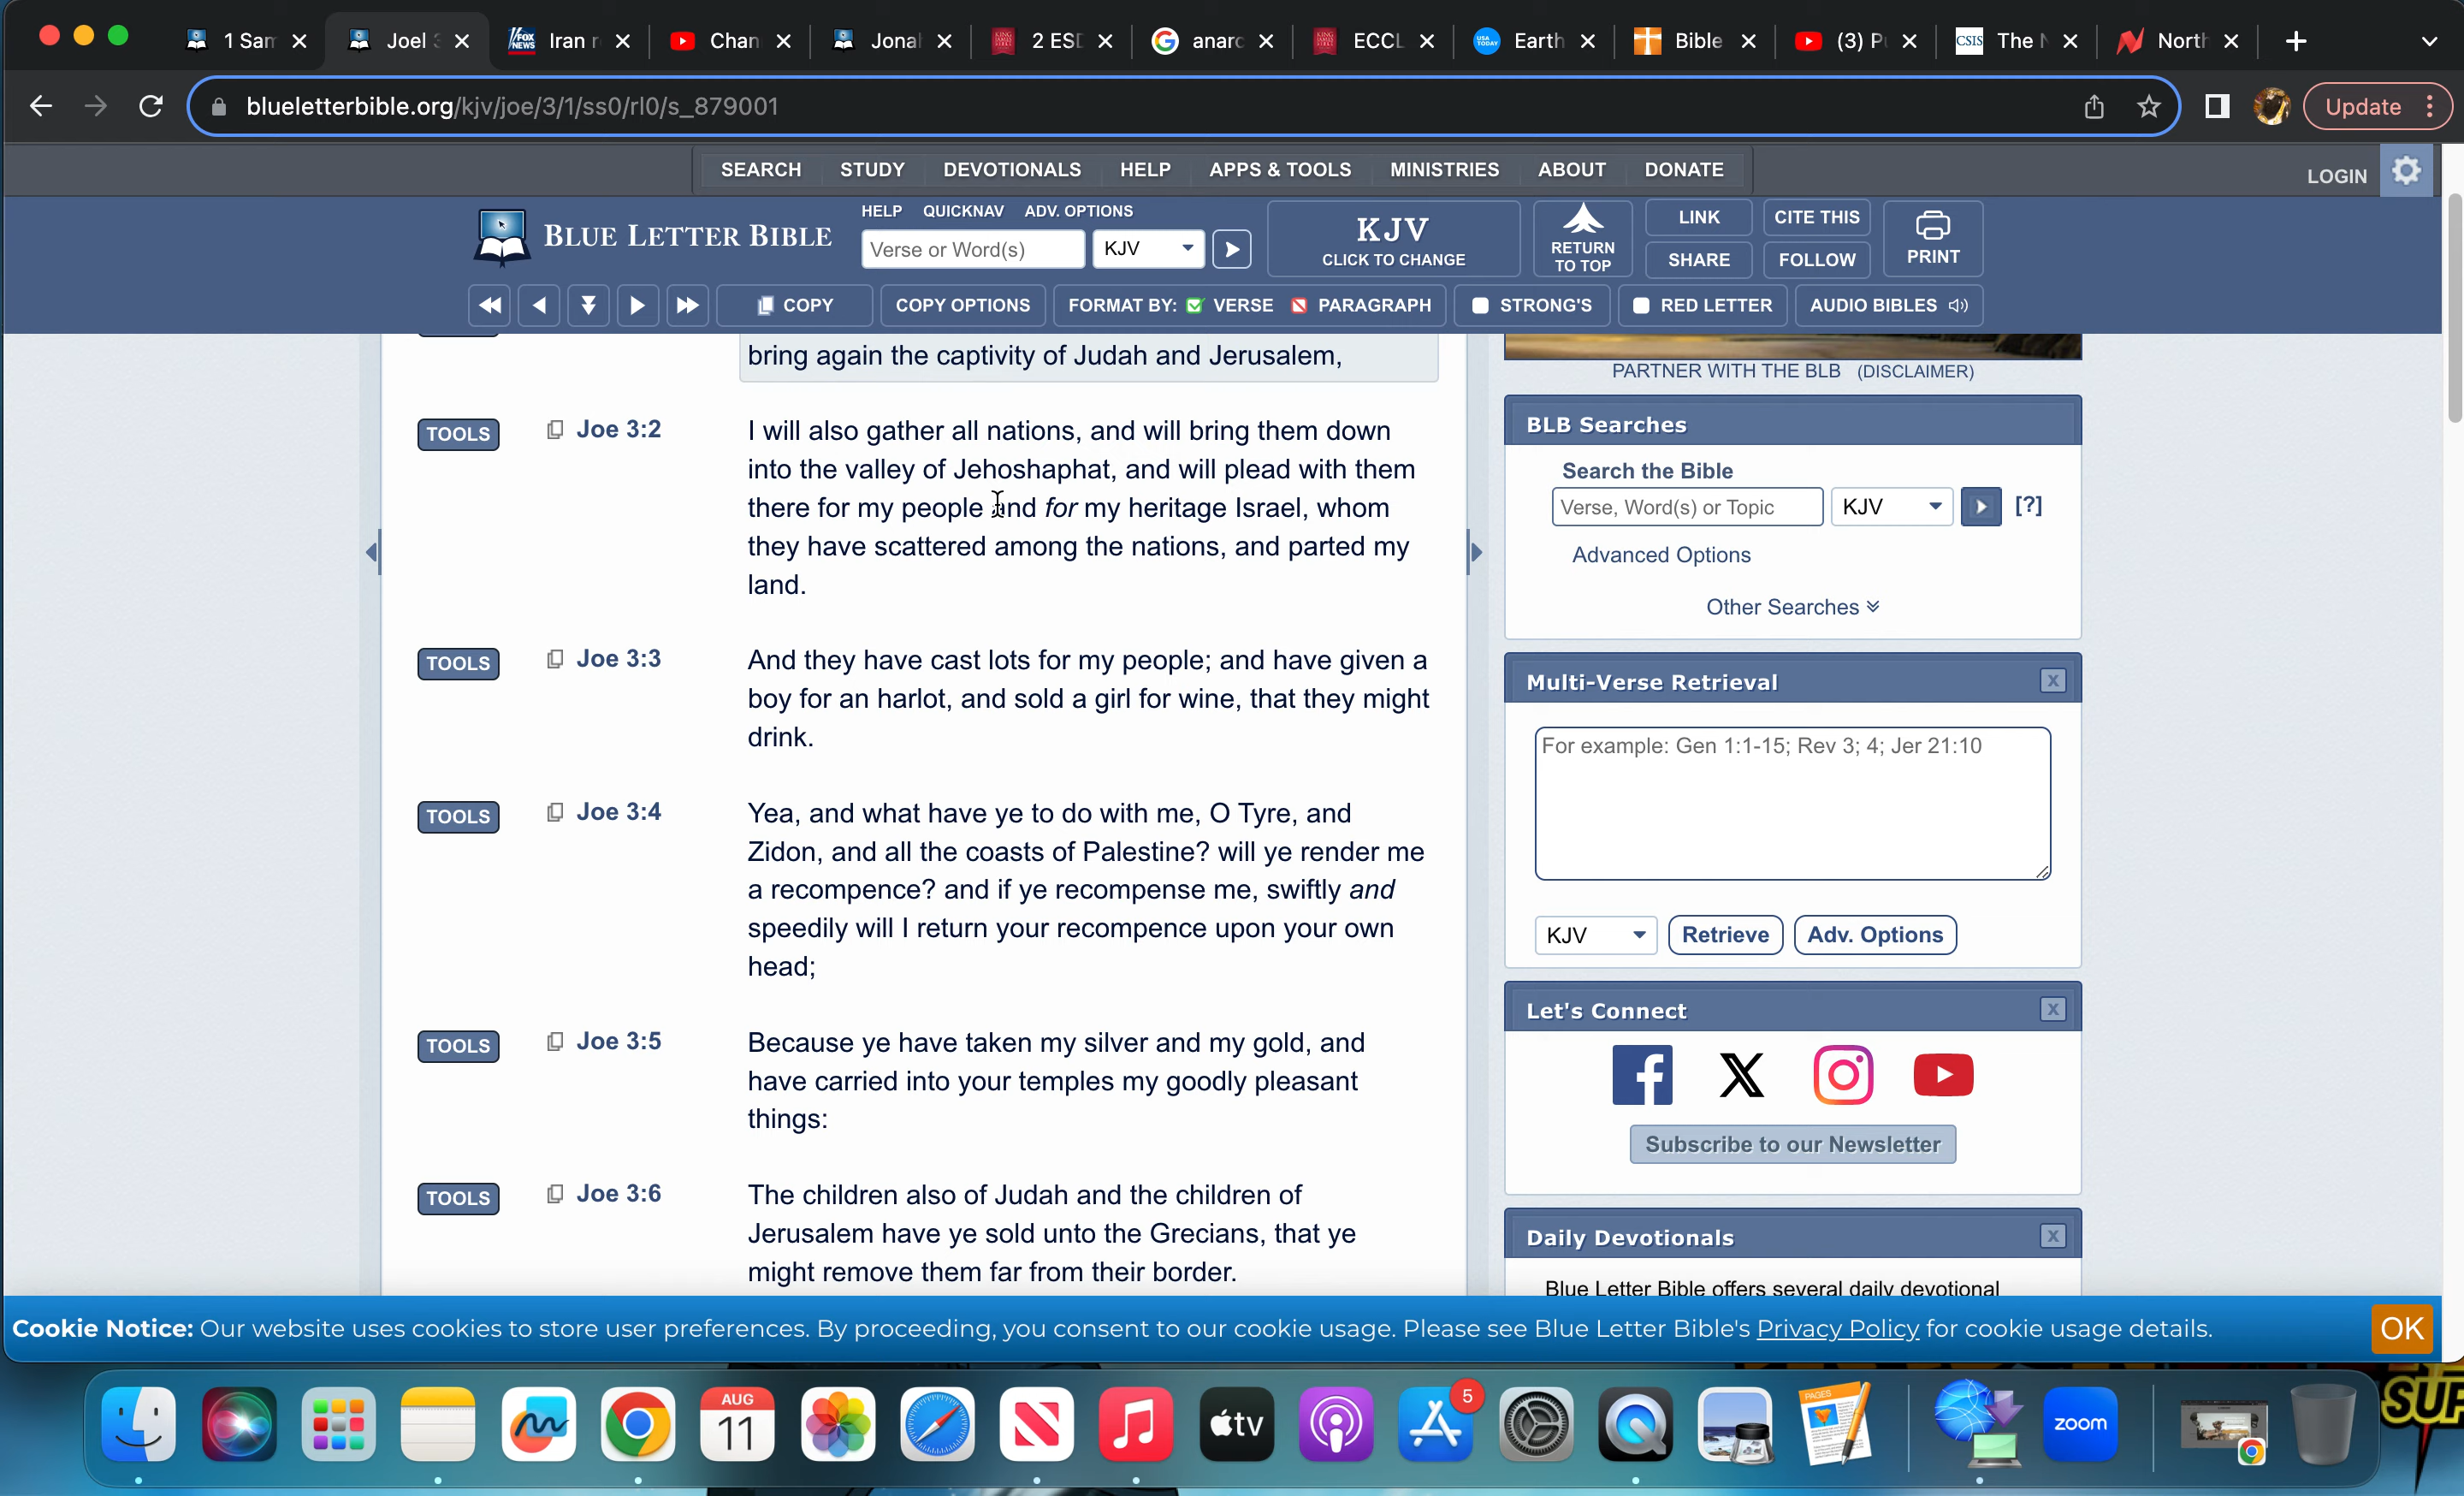 1 Sam
Joel 3
Iran r
Chan
Jonal
2 ESD
anarc
ECCL
Earth
Bible
(3) P
The N
North
FOX NEWS
USA TODAY
CSIS
blueletterbible.org/kjv/joe/3/1/ss0/rl0/s_879001
Update
SEARCH STUDY DEVOTIONALS HELP APPS & TOOLS MINISTRIES ABOUT DONATE
LOGIN
BLUE LETTER BIBLE
HELP QUICKNAV ADV. OPTIONS
Verse or Word(s)
KJV
KJV
CLICK TO CHANGE
RETURN
TO TOP
LINK
CITE THIS
SHARE
FOLLOW
PRINT
COPY
COPY OPTIONS
FORMAT BY: VERSE PARAGRAPH
STRONG'S
RED LETTER
AUDIO BIBLES
bring again the captivity of Judah and Jerusalem,
TOOLS
Joe 3:2
I will also gather all nations, and will bring them down
into the valley of Jehoshaphat, and will plead with them
there for my people and for my heritage Israel, whom
they have scattered among the nations, and parted my
land.
TOOLS
Joe 3:3
And they have cast lots for my people; and have given a
boy for an harlot, and sold a girl for wine, that they might
drink.
TOOLS
Joe 3:4
Yea, and what have ye to do with me, O Tyre, and
Zidon, and all the coasts of Palestine? will ye render me
a recompence? and if ye recompense me, swiftly and
speedily will I return your recompence upon your own
head;
TOOLS
Joe 3:5
Because ye have taken my silver and my gold, and
have carried into your temples my goodly pleasant
things:
TOOLS
Joe 3:6
The children also of Judah and the children of
Jerusalem have ye sold unto the Grecians, that ye
might remove them far from their border.
PARTNER WITH THE BLB (DISCLAIMER)
BLB Searches
Search the Bible
Verse, Word(s) or Topic
KJV
[?]
Advanced Options
Other Searches
Multi-Verse Retrieval
X
For example: Gen 1:1-15; Rev 3; 4; Jer 21:10
KJV
Retrieve
Adv. Options
Let's Connect
X
Subscribe to our Newsletter
Daily Devotionals
X
Blue Letter Bible offers several daily devotional
Cookie Notice: Our website uses cookies to store user preferences. By proceeding, you consent to our cookie usage. Please see Blue Letter Bible's Privacy Policy for cookie usage details.
OK
AUG
11
tv
5
PAGES
zoom
SUP